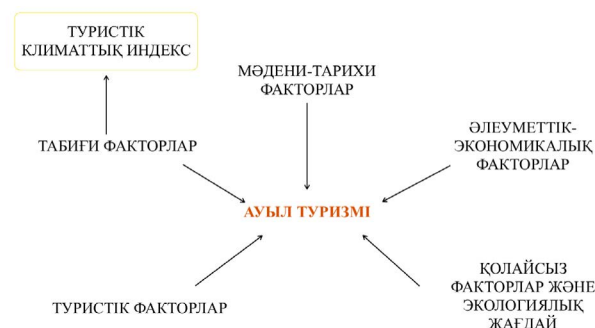 ТУРИСТІК
КЛИМАТТЫҚ ИНДЕКС
МӘДЕНИ-ТАРИХИ
ФАКТОРЛАР
ТАБИҒИ ФАКТОРЛАР
ӘЛЕУМЕТТІК-
ЭКОНОМИКАЛЫҚ
ФАКТОРЛАР
АУЫЛ ТУРИЗМІ
ТУРИСТІК ФАКТОРЛАР
ҚОЛАЙСЫЗ
ФАКТОРЛАР ЖӘНЕ
ЭКОЛОГИЯЛЫҚ
ЖАҒДАЙ